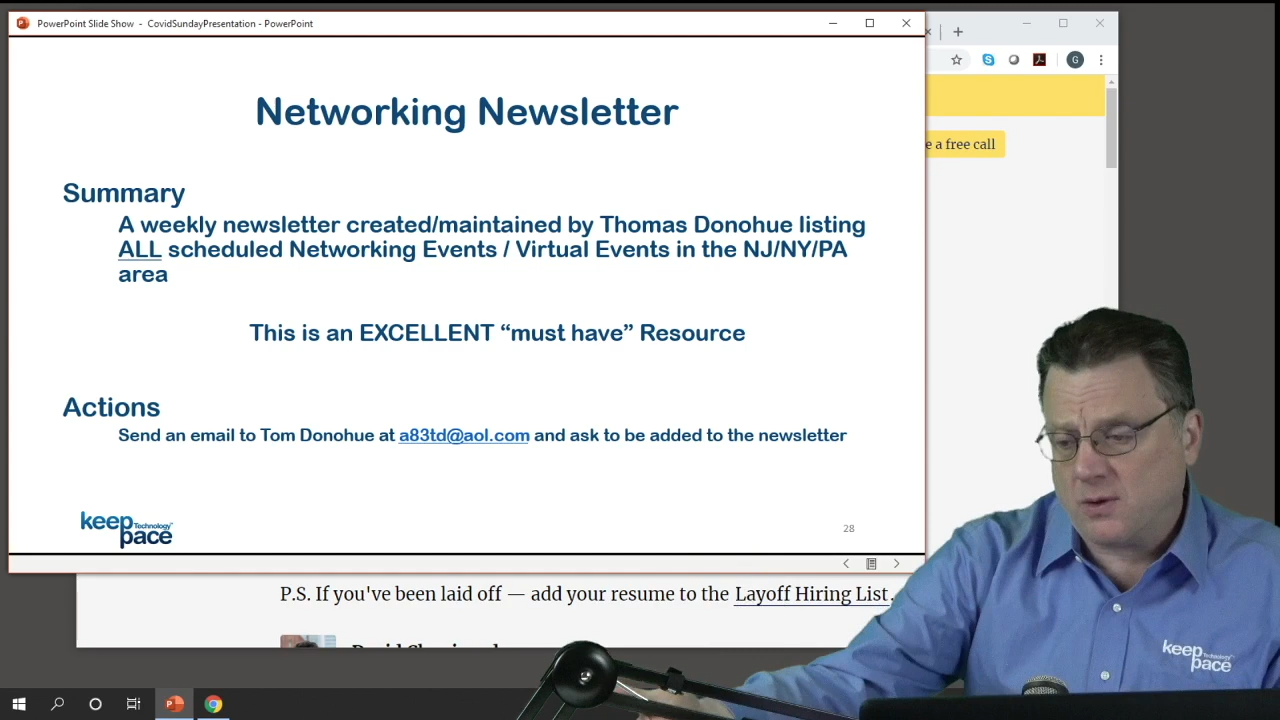 PowerPoint Slide Show - CovidSundayPresentation - PowerPoint
Networking Newsletter
Summary
A weekly newsletter created/maintained by Thomas Donohue listing
ALL scheduled Networking Events / Virtual Events in the NJ/NY/PA
area
This is an EXCELLENT “must have” Resource
Actions
Send an email to Tom Donohue at a83td@aol.com and ask to be added to the newsletter
keep Technology™
pace
28
G
e a free call
P.S. If you've been laid off — add your resume to the Layoff Hiring List.
keep Technology
pace